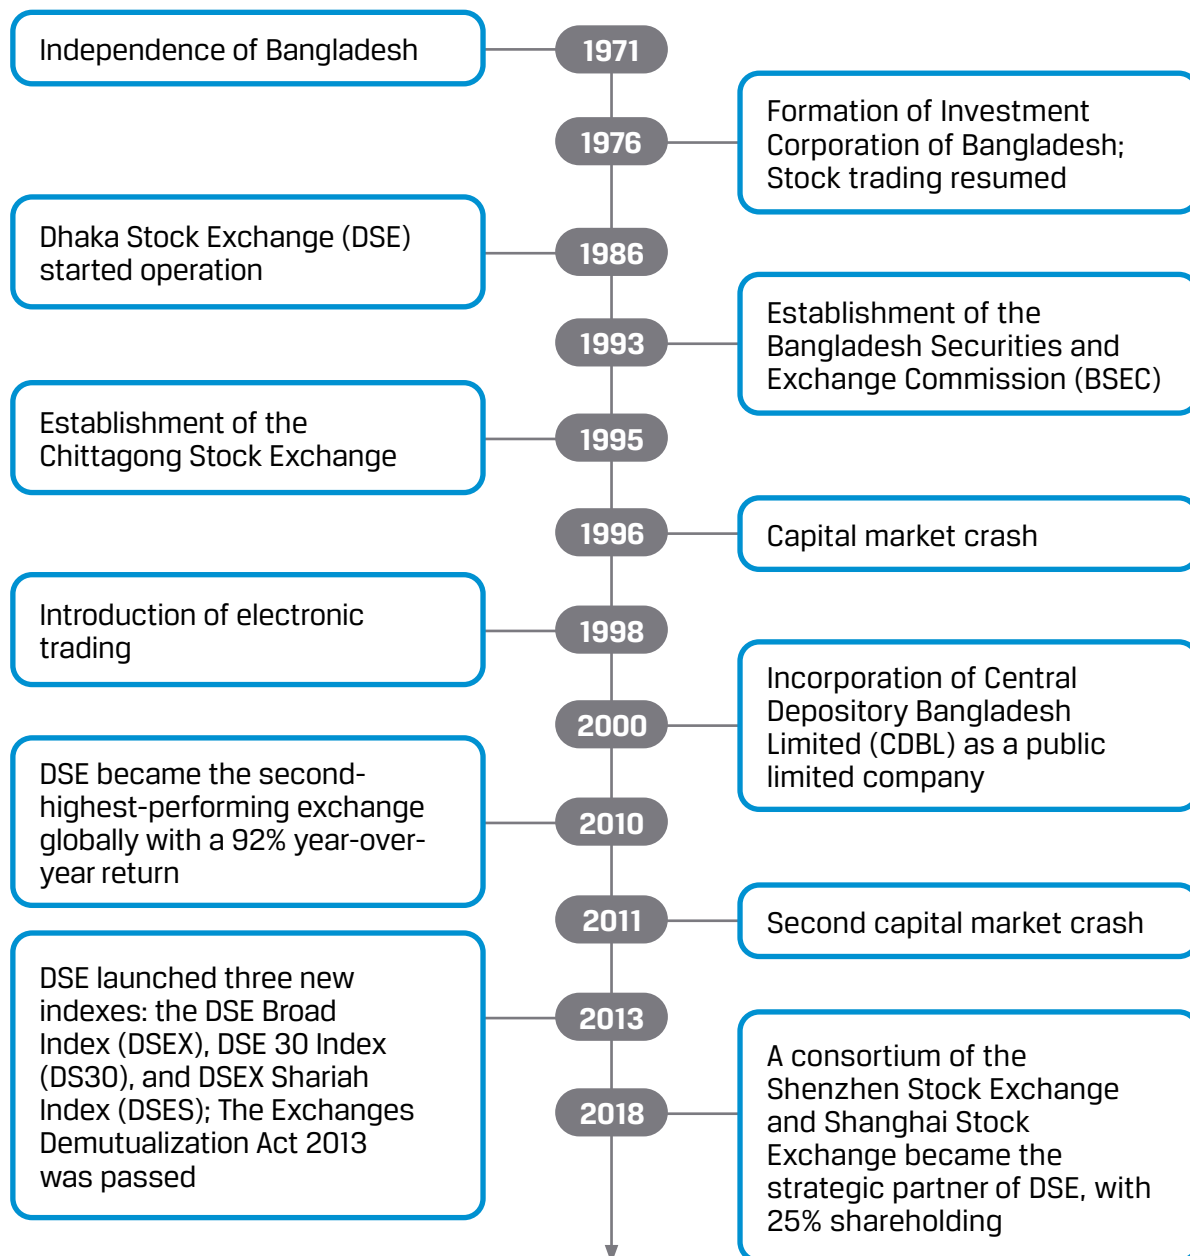 Independence of Bangladesh
1971
1976
Formation of Investment
Corporation of Bangladesh;
Stock trading resumed
Dhaka Stock Exchange (DSE)
started operation
1986
1993
Establishment of the
Bangladesh Securities and
Exchange Commission (BSEC)
Establishment of the
Chittagong Stock Exchange
1995
1996
Capital market crash
Introduction of electronic
trading
1998
2000
Incorporation of Central
Depository Bangladesh
Limited (CDBL) as a public
limited company
DSE became the second-
highest-performing exchange
globally with a 92% year-over-
year return
2010
2011
Second capital market crash
DSE launched three new
indexes: the DSE Broad
Index (DSEX), DSE 30 Index
(DS30), and DSEX Shariah
Index (DSES); The Exchanges
Demutualization Act 2013
was passed
2013
2018
A consortium of the
Shenzhen Stock Exchange
and Shanghai Stock
Exchange became the
strategic partner of DSE, with
25% shareholding